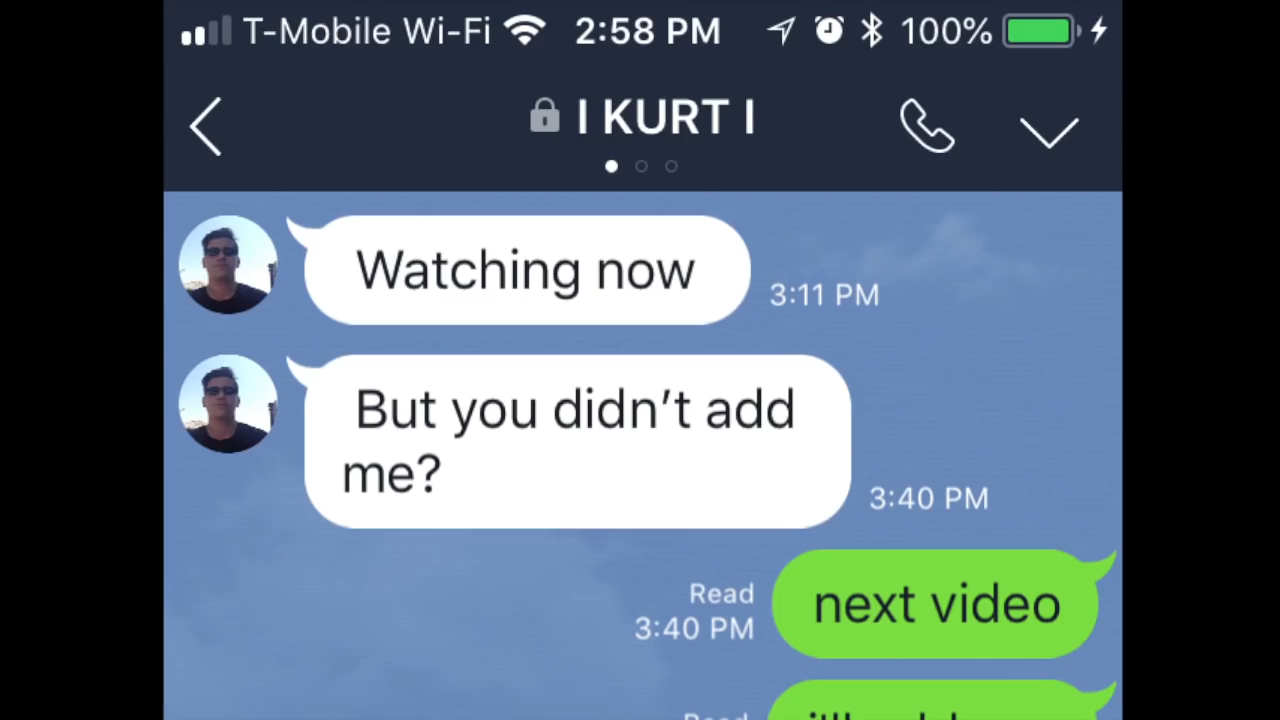 T-Mobile Wi-Fi 2:58 PM 100%
I KURT I
Watching now
3:11 PM
But you didn't add
me?
3:40 PM
Read
next video
3:40 PM
Read